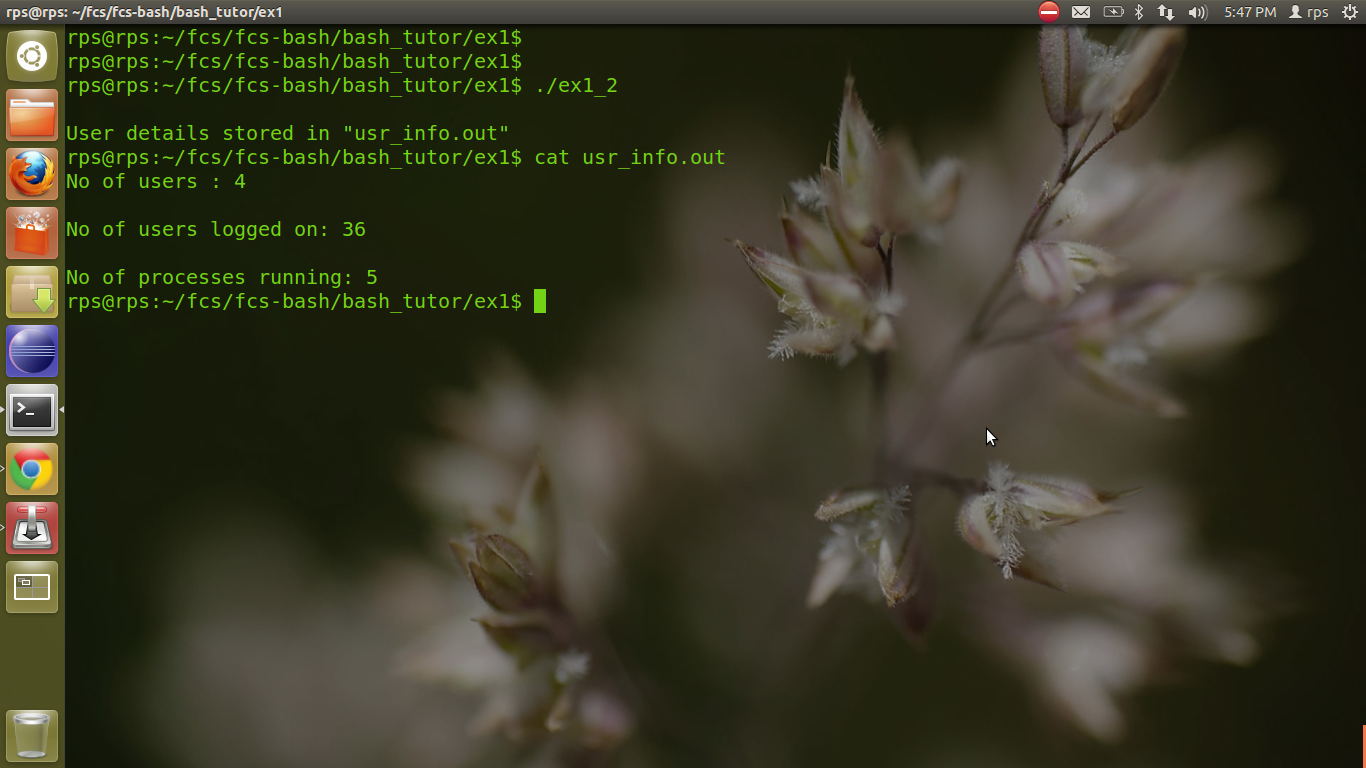 rps@rps: ~/fcs/fcs-bash/bash_tutor/ex1
5:47 PM
rps
rps@rps:~/fcs/fcs-bash/bash_tutor/ex1$
rps@rps:~/fcs/fcs-bash/bash_tutor/ex1$
rps@rps:~/fcs/fcs-bash/bash_tutor/ex1$ ./ex1_2
User details stored in "usr_info.out"
rps@rps:~/fcs/fcs-bash/bash_tutor/ex1$ cat usr_info.out
No of users : 4
No of users logged on: 36
No of processes running: 5
rps@rps:~/fcs/fcs-bash/bash_tutor/ex1$